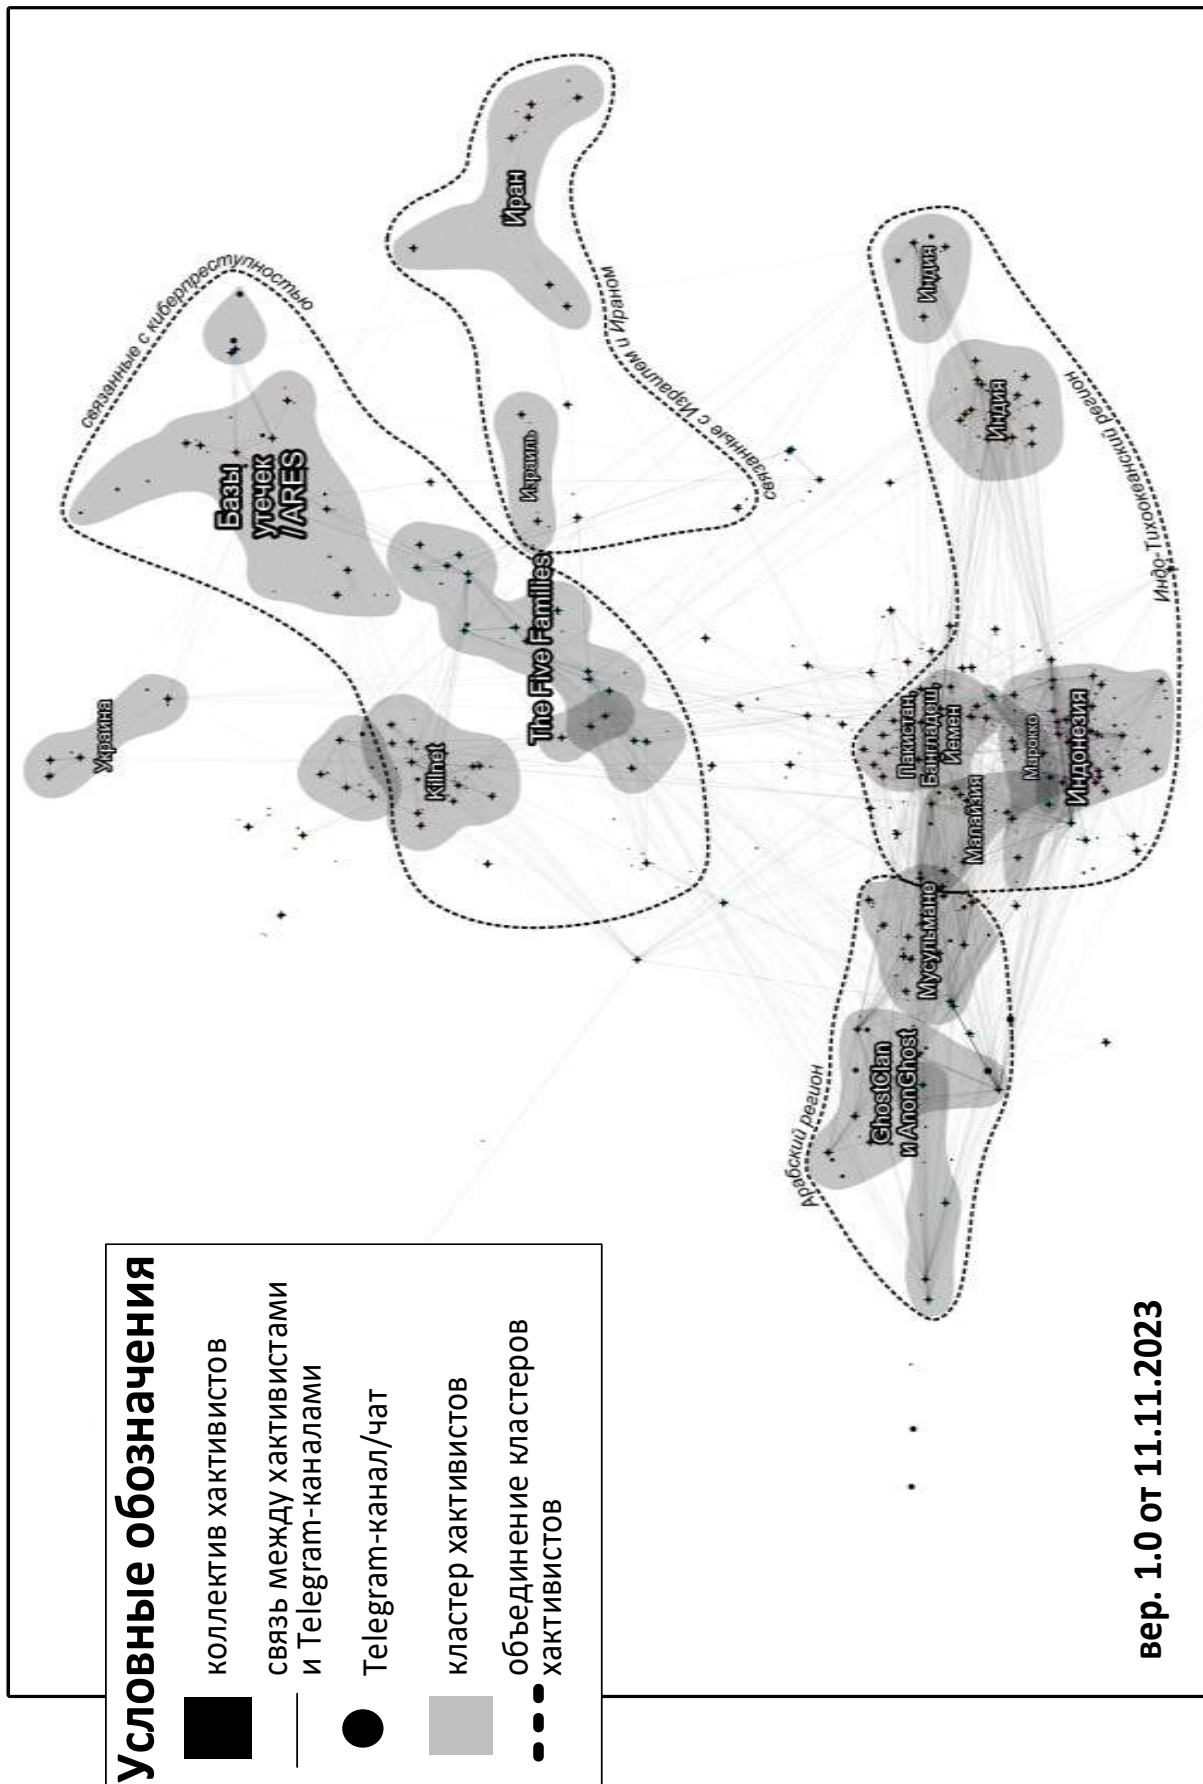 Условные обозначения
коллектив хактивистов
связь между хактивистами
и Telegram-каналами
Telegram-канал/чат
кластер хактивистов
объединение кластеров
хактивистов
вер. 1.0 от 11.11.2023
Украина
связанные с киберпреступностью
Базы
утечек
/ ARES
Killnet
The Five Families
Израиль
Иран
связанные с Израилем и Ираном
Арабский регион
GhostClan
и AnonGhost
Мусульмане
Малайзия
Пакистан,
Бангладеш,
Йемен
Мароко
Индонезия
Индия
Индия
Индо-Тихоокеанский регион